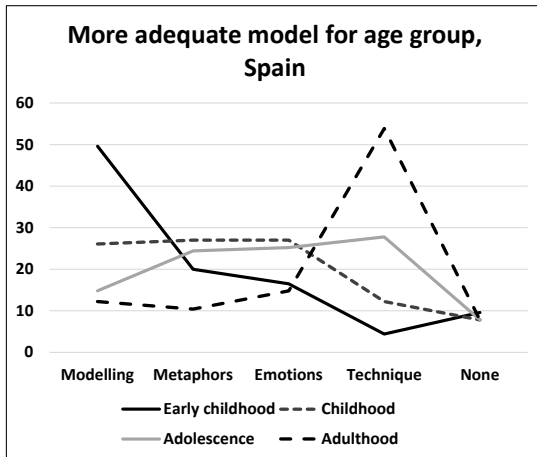 More adequate model for age group,
Spain
60
50
40
30
20
10
0
Modelling Metaphors Emotions Technique None
Early childhood Childhood
Adolescence Adulthood